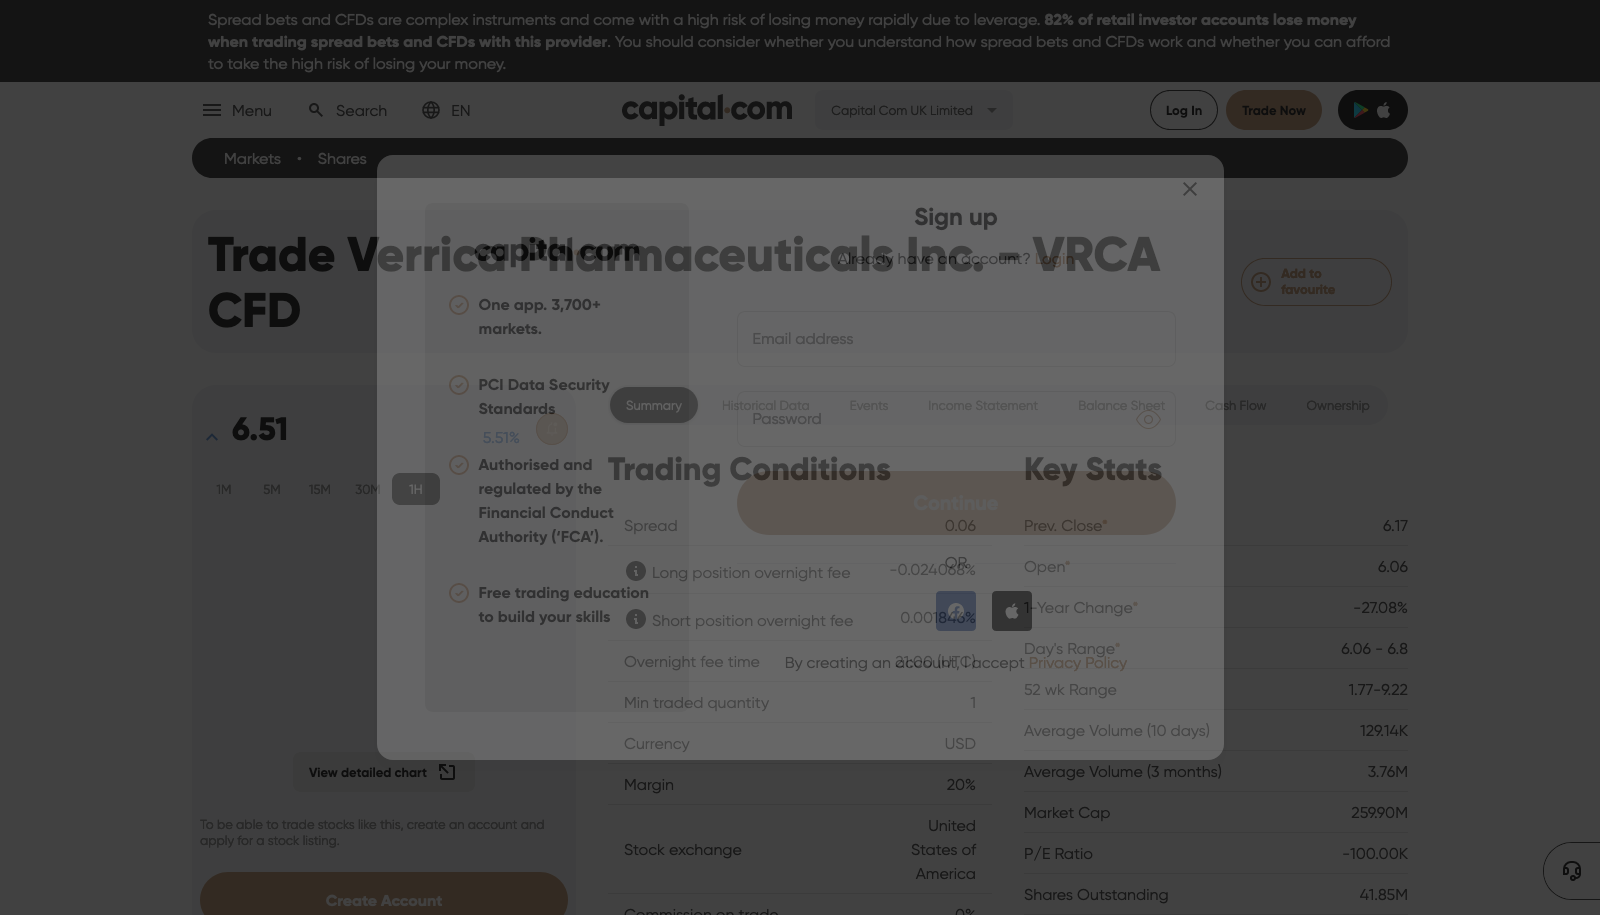 Spread bets and CFDs are complex instruments and come with a high risk of losing money rapidly due to leverage. 82% of retail investor accounts lose money
when trading spread bets and CFDs with this provider. You should consider whether you understand how spread bets and CFDs work and whether you can afford
to take the high risk of losing your money.
Menu
Search
EN
capital.com
Capital Com UK Limited
Log In
Trade Now
Markets • Shares
Trade Verrica Pharmaceuticals Inc. - VRCA
CFD
Add to
favourite
capital.com
One app. 3,700+
markets.
PCI Data Security
Standards
Authorised and
regulated by the
Financial Conduct
Authority (‘FCA’).
Free trading education
to build your skills
Sign up
Already have an account? Login
Email address
Password
Continue
OR
By creating an account, I accept Privacy Policy
6.51
5.51%
1M
5M
15M
30M
1H
View detailed chart
To be able to trade stocks like this, create an account and
apply for a stock listing.
Create Account
Summary
Historical Data
Events
Income Statement
Balance Sheet
Cash Flow
Ownership
Trading Conditions
Spread 0.06
Long position overnight fee -0.024068%
Short position overnight fee 0.001843%
Overnight fee time 21:00 (UTC)
Min traded quantity 1
Currency USD
Margin 20%
Stock exchange United
States of
America
Commission on trade 0%
Key Stats
Prev. Close* 6.17
Open* 6.06
1-Year Change* -27.08%
Day's Range* 6.06 - 6.8
52 wk Range 1.77-9.22
Average Volume (10 days) 129.14K
Average Volume (3 months) 3.76M
Market Cap 259.90M
P/E Ratio -100.00K
Shares Outstanding 41.85M